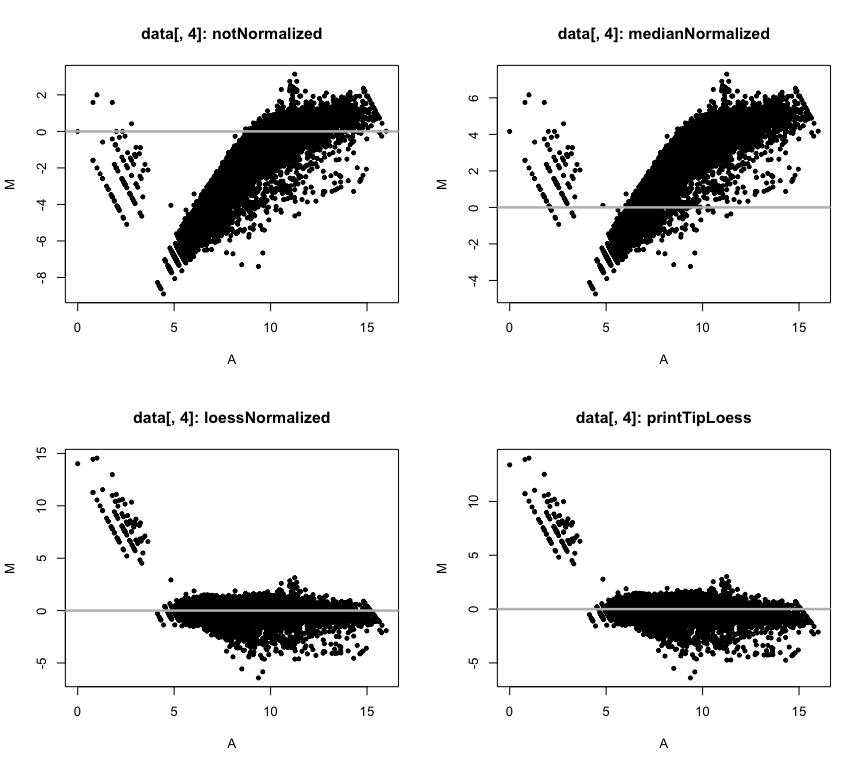 data[, 4]: notNormalized
2
0
-2
-4
-6
-8
M
0 5 10 15
A
data[, 4]: medianNormalized
6
4
2
0
-2
-4
M
0 5 10 15
A
data[, 4]: loessNormalized
15
10
5
0
-5
M
0 5 10 15
A
data[, 4]: printTipLoess
10
5
0
-5
M
0 5 10 15
A